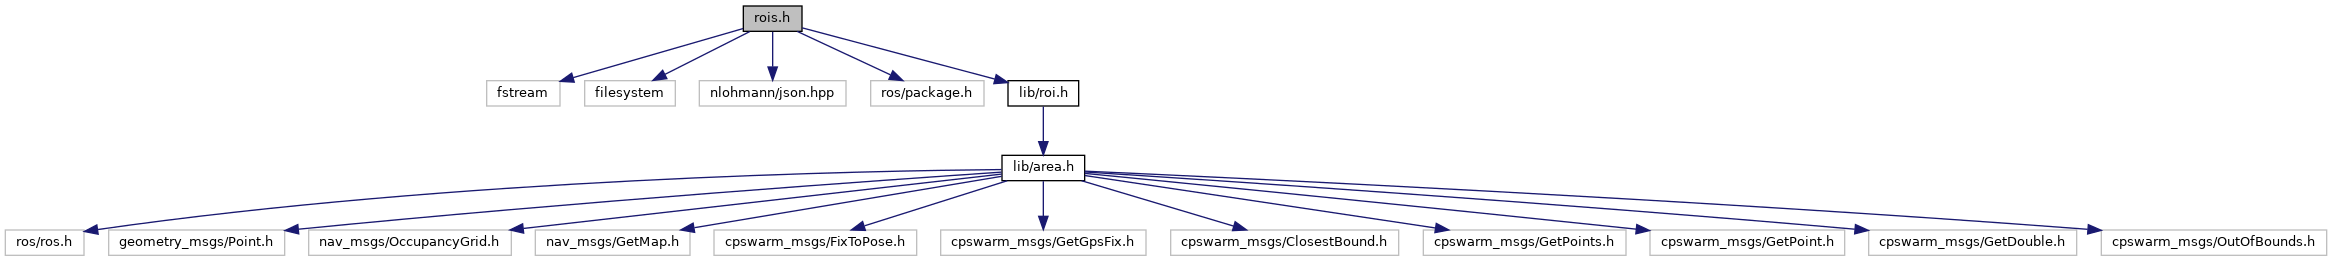 rois.h
fstream
filesystem
nlohmann/json.hpp
ros/package.h
lib/roi.h
lib/area.h
ros/ros.h
geometry_msgs/Point.h
nav_msgs/OccupancyGrid.h
nav_msgs/GetMap.h
cpswarm_msgs/FixToPose.h
cpswarm_msgs/GetGpsFix.h
cpswarm_msgs/ClosestBound.h
cpswarm_msgs/GetPoints.h
cpswarm_msgs/GetPoint.h
cpswarm_msgs/GetDouble.h
cpswarm_msgs/OutOfBounds.h